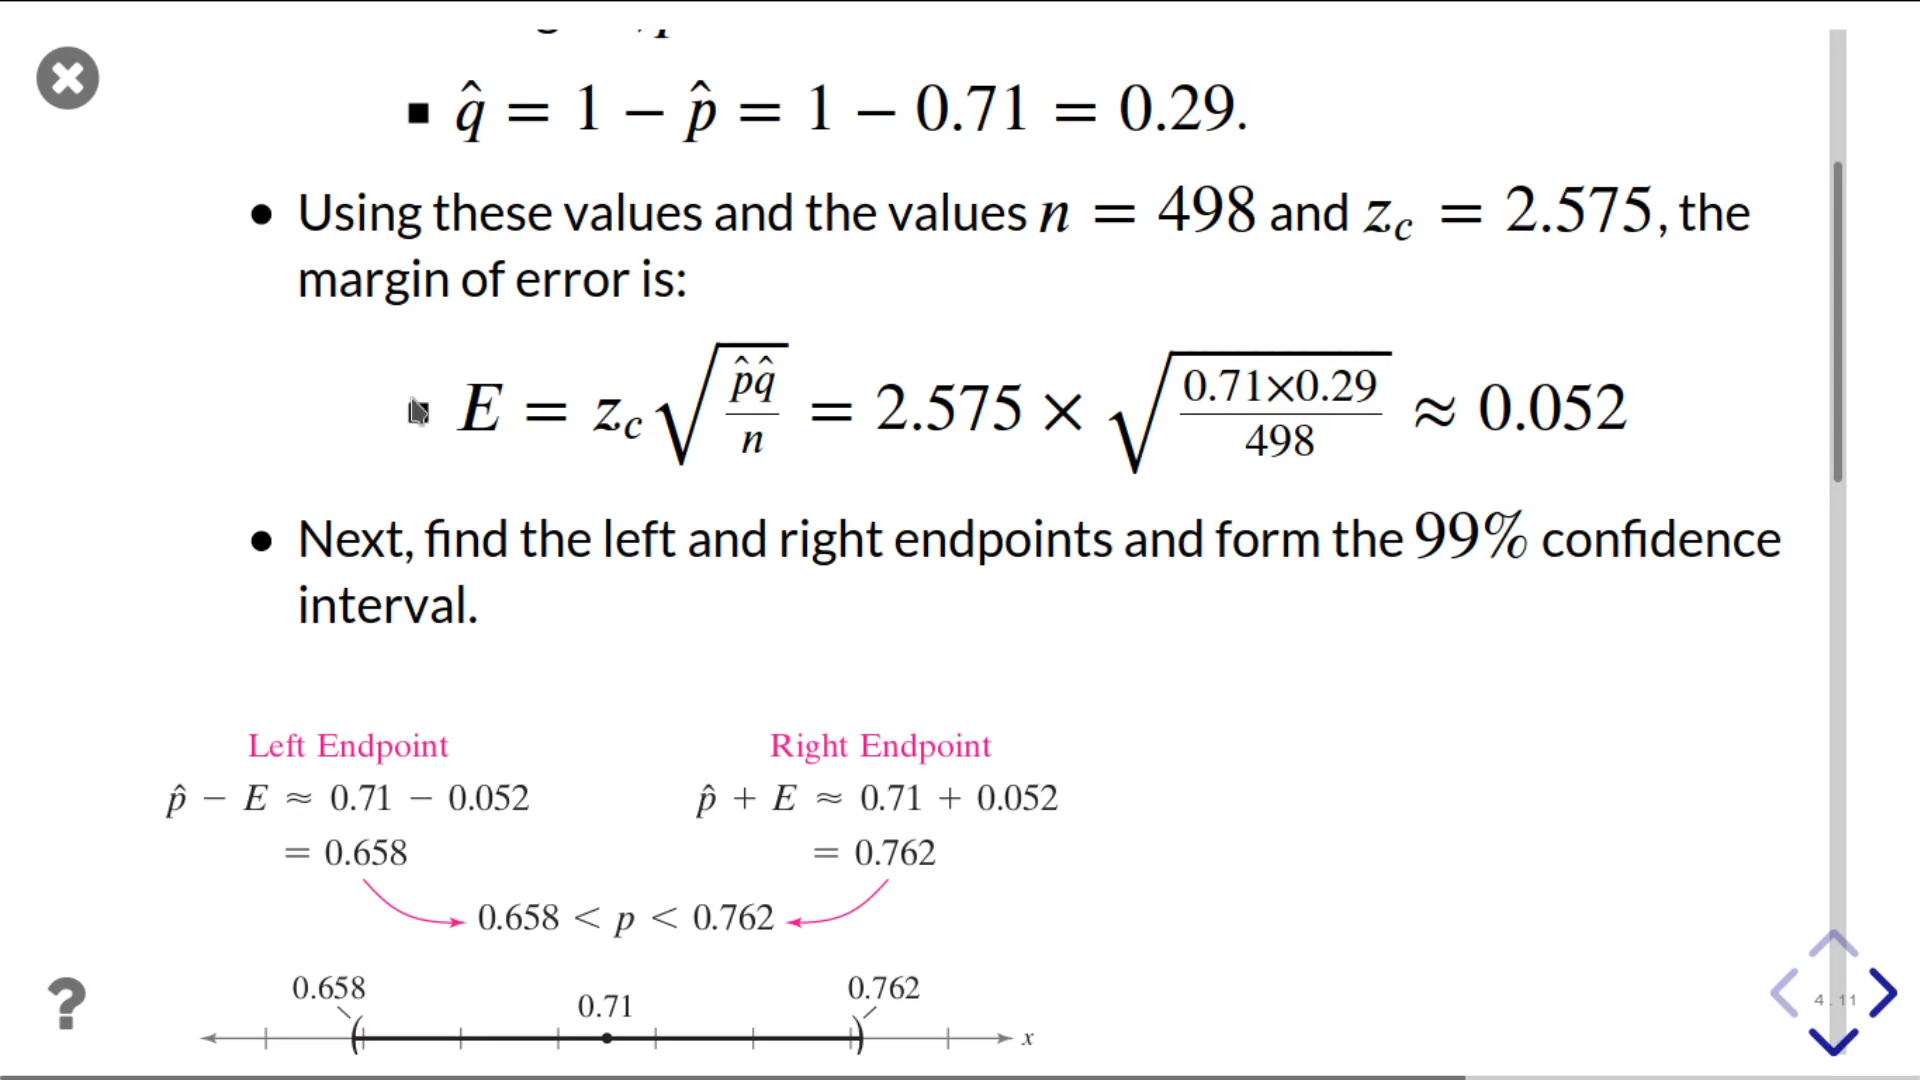 q̂ = 1 − p̂ = 1 − 0.71 = 0.29.
Using these values and the values n = 498 and z_c = 2.575, the
margin of error is:
E = z_c √(p̂q̂/n) = 2.575 × √(0.71×0.29/498) ≈ 0.052
Next, find the left and right endpoints and form the 99% confidence
interval.
Left Endpoint Right Endpoint
p̂ − E ≈ 0.71 − 0.052 p̂ + E ≈ 0.71 + 0.052
= 0.658 = 0.762
0.658 < p < 0.762
0.658 0.71 0.762
x
?
4.11